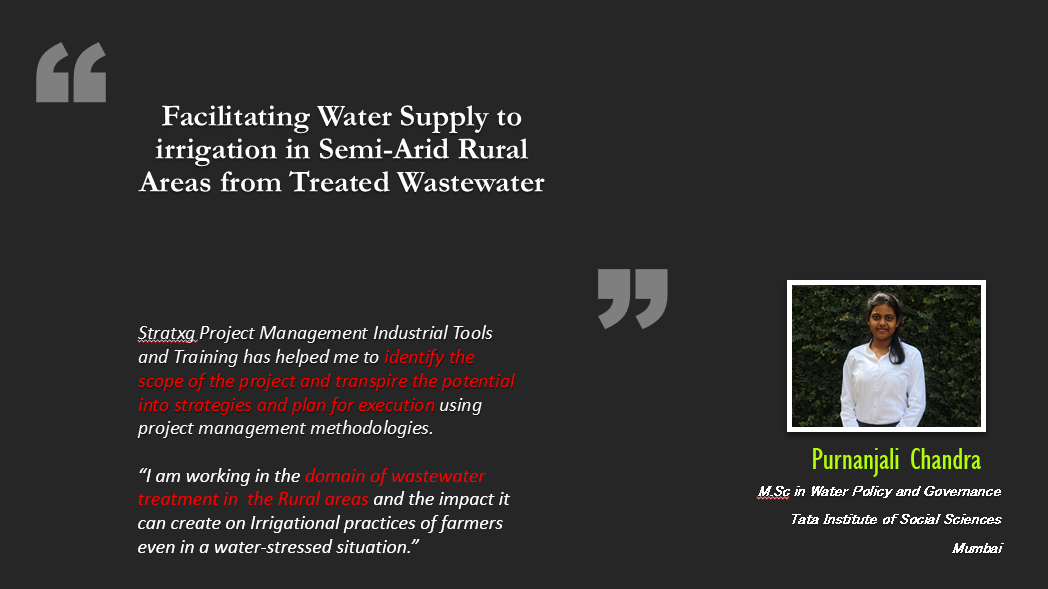 “
Facilitating Water Supply to
irrigation in Semi-Arid Rural
Areas from Treated Wastewater
”
Stratxg Project Management Industrial Tools
and Training has helped me to identify the
scope of the project and transpire the potential
into strategies and plan for execution using
project management methodologies.
“I am working in the domain of wastewater
treatment in  the Rural areas and the impact it
can create on Irrigational practices of farmers
even in a water-stressed situation.”
Purnanjali Chandra
M.Sc in Water Policy and Governance
Tata Institute of Social Sciences
Mumbai